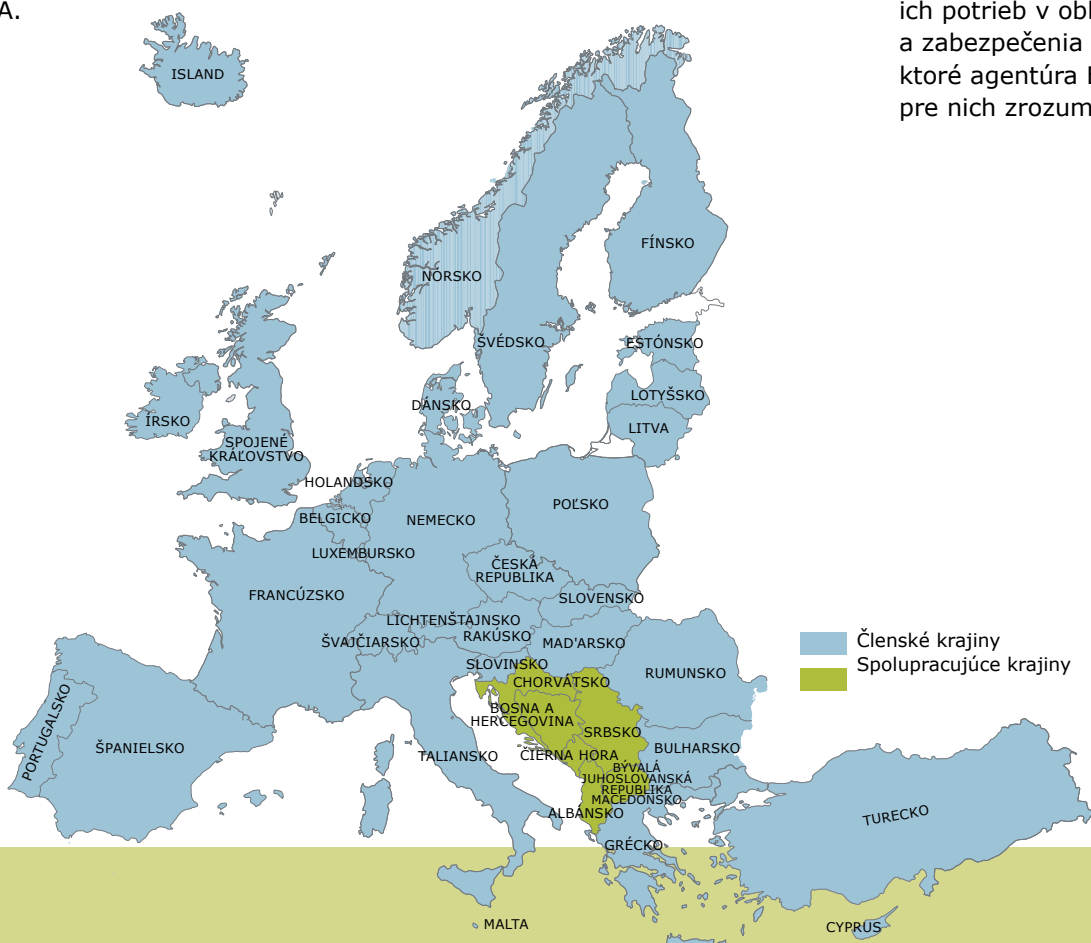 A.
ich potrieb v obl
a zabezpečenia
ktoré agentúra
pre nich zrozum
ISLAND
FÍNSKO
NÓRSKO
ŠVÉDSKO
ESTÓNSKO
DÁNSKO
LOTYŠSKO
ÍRSKO
LITVA
SPOJENÉ
KRÁĽOVSTVO
HOLANDSKO
POĽSKO
BELGICKO
NEMECKO
LUXEMBURSKO
ČESKÁ
REPUBLIKA
FRANCÚZSKO
SLOVENSKO
LICHTENŠTAJNSKO
ŠVAJČIARSKO
RAKÚSKO
MAD'ARSKO
Členské krajiny
Spolupracujúce krajiny
SLOVINSKO
RUMUNSKO
CHORVÁTSKO
BOSNA A
HERCEGOVINA
PORTUGALSKO
SRBSKO
ŠPANIELSKO
TALIANSKO
ČIERNA HORA
BULHARSKO
BÝVALÁ
JUHOSLOVANSKÁ
REPUBLIKA
MACEDÓNSKO
ALBÁNSKO
TURECKO
GRÉCKO
MALTA
CYPRUS